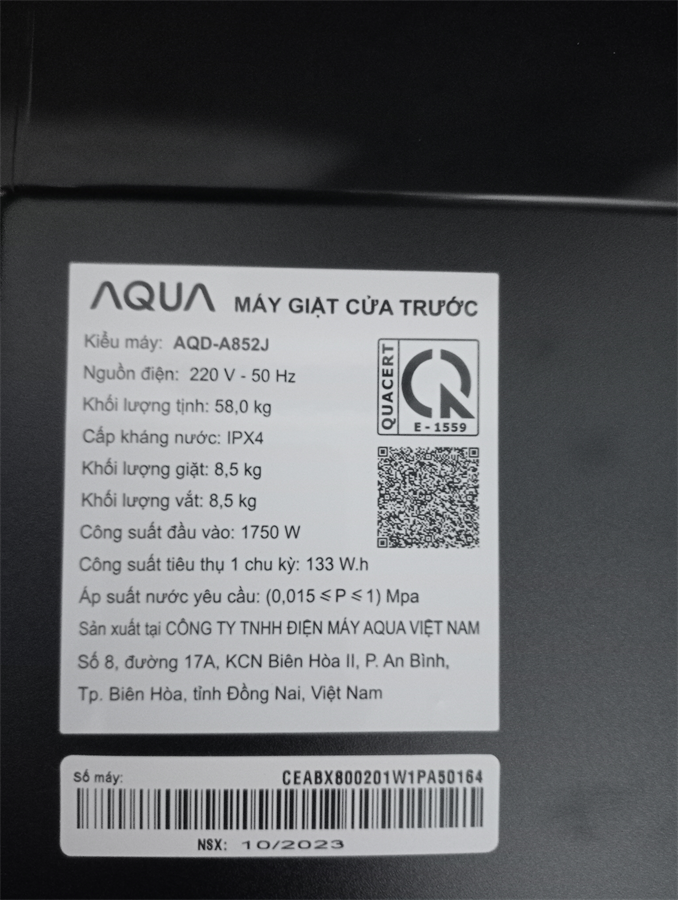 AQUA MÁY GIẶT CỬA TRƯỚC
Kiểu máy: AQD-A852J
Nguồn điện: 220 V - 50 Hz
Khối lượng tịnh: 58,0 kg
Cấp kháng nước: IPX4
Khối lượng giặt: 8,5 kg
Khối lượng vắt: 8,5 kg
Công suất đầu vào: 1750 W
Công suất tiêu thụ 1 chu kỳ: 133 W.h
Áp suất nước yêu cầu: (0,015 ≤ P ≤ 1) Mpa
Sản xuất tại CÔNG TY TNHH ĐIỆN MÁY AQUA VIỆT NAM
Số 8, đường 17A, KCN Biên Hòa II, P. An Bình,
Tp. Biên Hòa, tỉnh Đồng Nai, Việt Nam
QUACERT
E - 1559
Số máy: CEABX800201W1PA50164
NSX: 10/2023